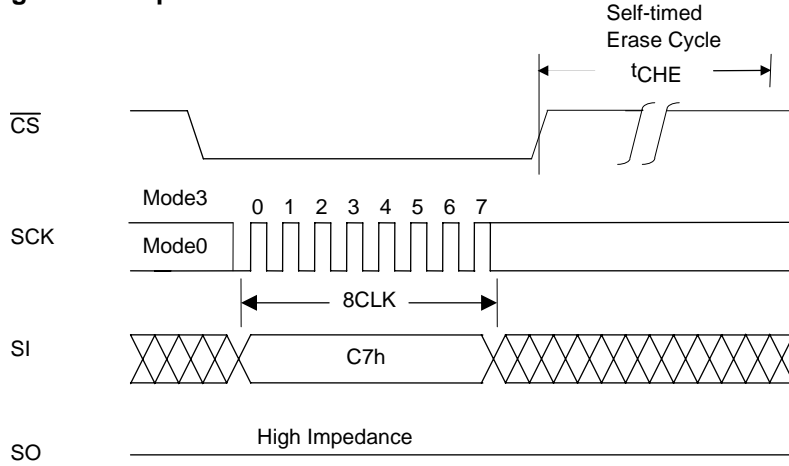 Self-timed
Erase Cycle
tCHE
CS
Mode3
0 1 2 3 4 5 6 7
SCK
Mode0
8CLK
SI
C7h
High Impedance
SO